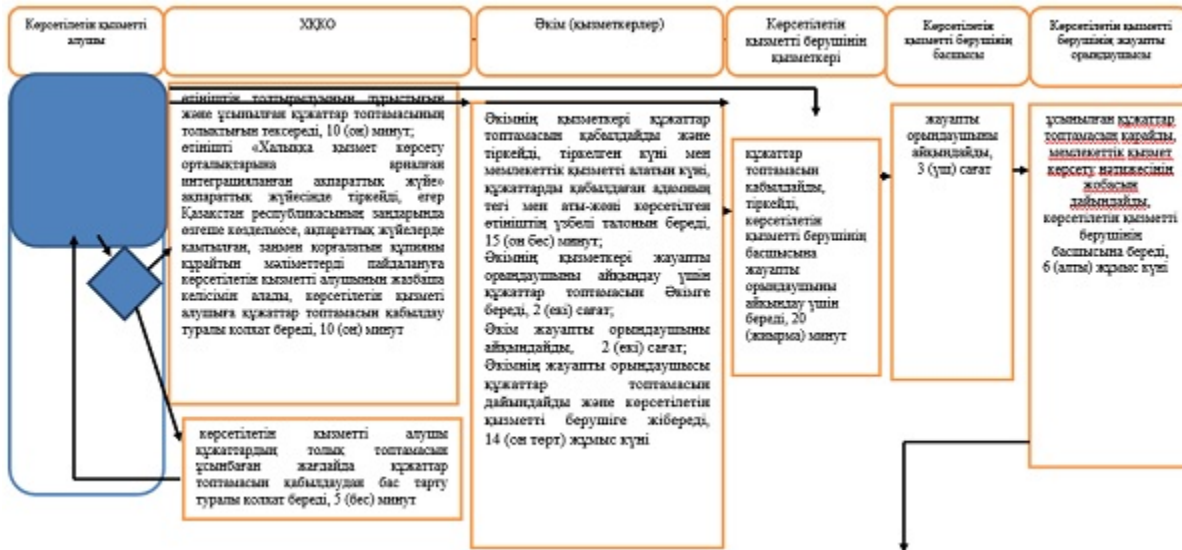 Көрсетілетін қызметті
алушы
ХҚКО
Әкім (қызметкерлер)
Көрсетілетін
қызметті берушінің
қызметкері
Көрсетілетін
қызметті берушінің
басшысы
Көрсетілетін қызметті
берушінің жауапты
орындаушысы
өтініштің толтырылуының дұрыстығын
және ұсынылған құжаттар топтамасының
толықтығын тексереді, 10 (он) минут;
өтінішті «Халыққа қызмет көрсету
орталықтарына арналған
интеграцияланған ақпараттық жүйе»
ақпараттық жүйесінде тіркейді, егер
Қазақстан республикасының заңдарында
өзгеше көзделмесе, ақпараттық жүйелерде
қамтылған, заңмен қорғалатын құпияны
құрайтын мәліметтерді пайдалануға
көрсетілетін қызметті алушының жазбаша
келісімін алады, көрсетілетін қызметі
алушыға құжаттар топтамасын қабылдау
туралы қолхат береді, 10 (он) минут
көрсетілетін қызметті алушы
құжаттардың толық топтамасын
ұсынбаған жағдайда құжаттар
топтамасын қабылдаудан бас тарту
туралы қолхат береді, 5 (бес) минут
Әкімнің қызметкері құжаттар
топтамасын қабылдайды және
тіркейді, тіркелген күні мен
мемлекеттік қызметті алатын күні,
құжаттарды қабылдаған адамның
тегі мен аты-жөні көрсетілген
өтініштің үзбелі талонын береді,
15 (он бес) минут;
Әкімнің қызметкері жауапты
орындаушыны айқындау үшін
құжаттар топтамасын Әкімге
береді, 2 (екі) сағат;
Әкім жауапты орындаушыны
айқындайды, 2 (екі) сағат;
Әкімнің жауапты орындаушысы
құжаттар топтамасын
дайындайды және көрсетілетін
қызметті берушіге жібереді,
14 (он төрт) жұмыс күні
құжаттар
топтамасын
қабылдайды,
тіркейді,
көрсетілетін
қызметті берушінің
басшысына
жауапты
орындаушыны
айқындау үшін
береді, 20
(жиырма) минут
жауапты
орындаушыны
айқындайды,
3 (үш) сағат
ұсынылған құжаттар
топтамасын қарайды,
мемлекеттік қызмет
көрсету нәтижесінің
жобасын
дайындайды,
көрсетілетін қызметті
берушінің
басшысына береді,
6 (алты) жұмыс күні